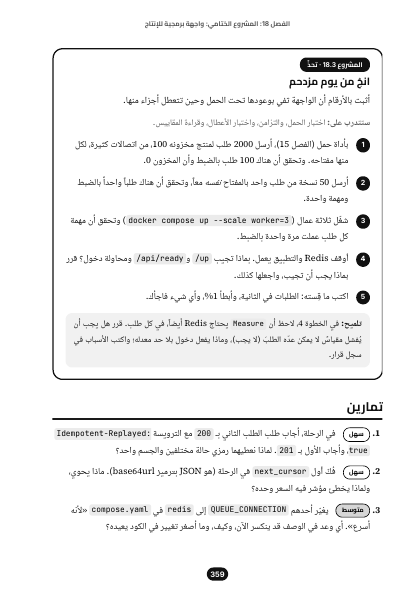 الفصل 18: المشروع الختامي: واجهة برمجية للإنتاج
المشروع 18.3 · تحدٍّ
انجُ من يوم مزدحم
أثبت بالأرقام أن الواجهة تفي بوعودها تحت الحمل وحين تتعطل أجزاء منها.
ستتدرب على: اختبار الحمل، والتزامن، واختبار الأعطال، وقراءة المقاييس.
1 بأداة حمل (الفصل 15)، أرسل 2000 طلب لمنتج مخزونه 100، من اتصالات كثيرة، لكل
منها مفتاحه. وتحقق أن هناك 100 طلب بالضبط وأن المخزون 0.
2 أرسل 50 نسخة من طلب واحد بالمفتاح نفسه معاً، وتحقق أن هناك طلباً واحداً بالضبط
ومهمة واحدة.
3 شغّل ثلاثة عمال (docker compose up --scale worker=3) وتحقق أن مهمة
كل طلب عملت مرة واحدة بالضبط.
4 أوقف Redis والتطبيق يعمل. بماذا تجيب /up و /api/ready ومحاولة دخول؟ قرر
بماذا يجب أن تجيب، واجعلها كذلك.
5 اكتب ما قِسته: الطلبات في الثانية، وأبطأ 1%، وأي شيء فاجأك.
تلميح: في الخطوة 4، لاحظ أن Measure يحتاج Redis أيضاً، في كل طلب. قرر هل يجب أن
يُفشل مقياسٌ لا يمكن عدّه الطلبَ (لا يجب)، وماذا يفعل دخول بلا حد معدله؛ واكتب الأسباب في
سجل قرار.
تمارين
1. سهل في الرحلة، أجاب طلب الطلب الثاني بـ 200 مع الترويسة Idempotent-Replayed:
true، وأجاب الأول بـ 201. لماذا نعطيهما رمزي حالة مختلفين والجسم واحد؟
2. سهل فك أول next_cursor في الرحلة (هو JSON بترميز base64url). ماذا يحوي،
ولماذا يخطئ مؤشر فيه السعر وحده؟
3. متوسط يغيّر أحدهم QUEUE_CONNECTION إلى redis في compose.yaml «لأنه
أسرع». أي وعد في الوصف قد ينكسر الآن، وكيف، وما أصغر تغيير في الكود يعيده؟
359